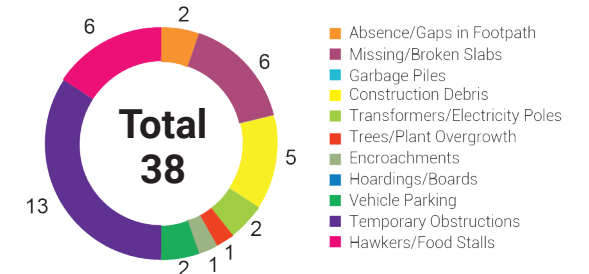 2
6
5
2
1
1
2
13
6
Total
38
Absence/Gaps in Footpath
Missing/Broken Slabs
Garbage Piles
Construction Debris
Transformers/Electricity Poles
Trees/Plant Overgrowth
Encroachments
Hoardings/Boards
Vehicle Parking
Temporary Obstructions
Hawkers/Food Stalls